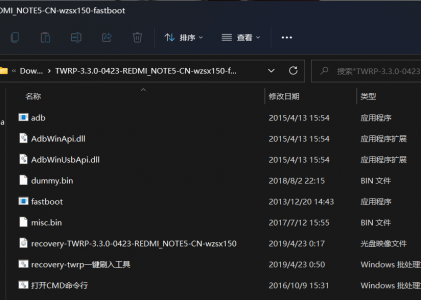 DMI_NOTE5-CN-wzsx150-fastboot
排序 查看 •••
« Dow... › TWRP-3.3.0-0423-REDMI_NOTE5-CN-wzsx150-f... 搜索"TWRP-3.3.0-0423
名称 修改日期 类型
adb 2015/4/13 15:54 应用程序
AdbWinApi.dll 2015/4/13 15:54 应用程序扩展
AdbWinUsbApi.dll 2015/4/13 15:54 应用程序扩展
dummy.bin 2018/8/2 22:15 BIN 文件
fastboot 2013/12/20 14:43 应用程序
misc.bin 2017/7/12 15:55 BIN 文件
recovery-TWRP-3.3.0-0423-REDMI_NOTE5-CN-wzsx150 2019/4/23 0:17 光盘映像文件
recovery-twrp一键刷入工具 2019/4/23 0:50 Windows 批处理
打开CMD命令行 2016/10/9 15:31 Windows 批处理